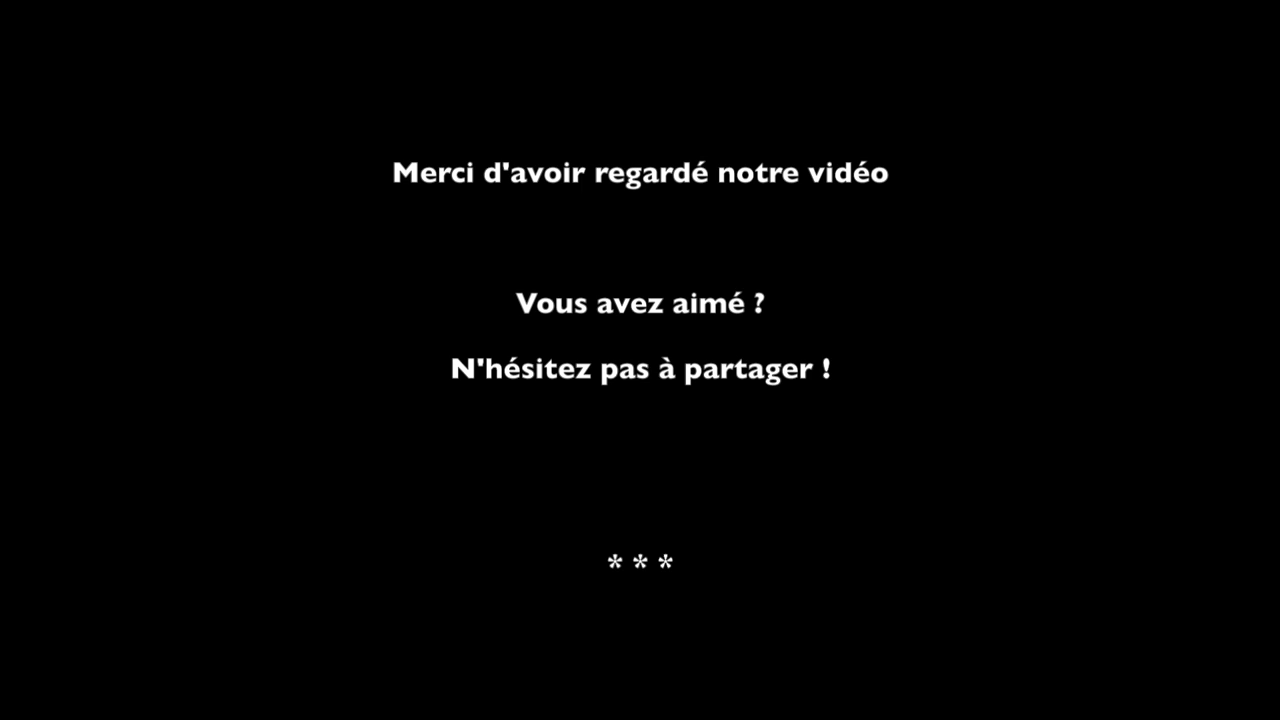 Merci d'avoir regardé notre vidéo
Vous avez aimé ?
N'hésitez pas à partager !
* * *